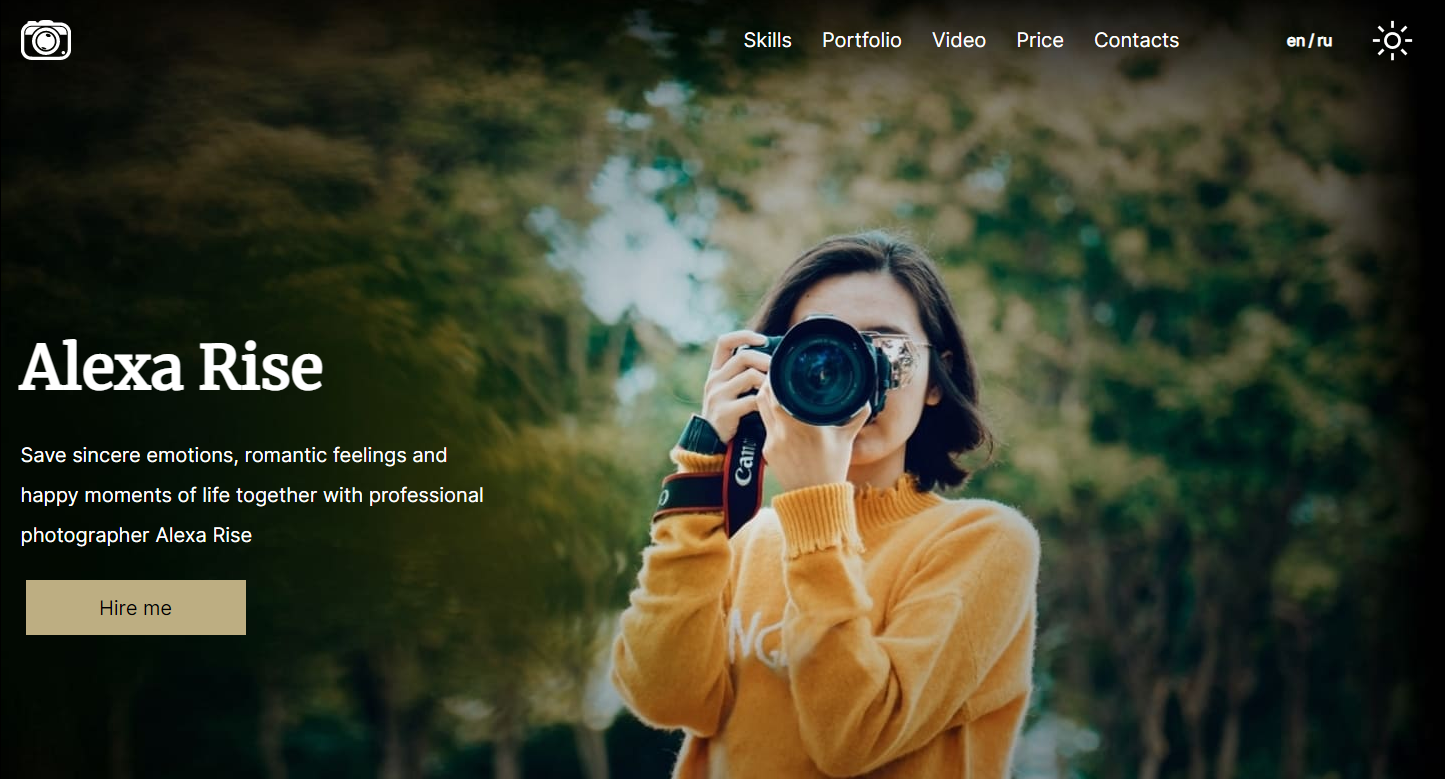 Skills Portfolio Video Price Contacts en / ru
Alexa Rise
Save sincere emotions, romantic feelings and
happy moments of life together with professional
photographer Alexa Rise
Hire me